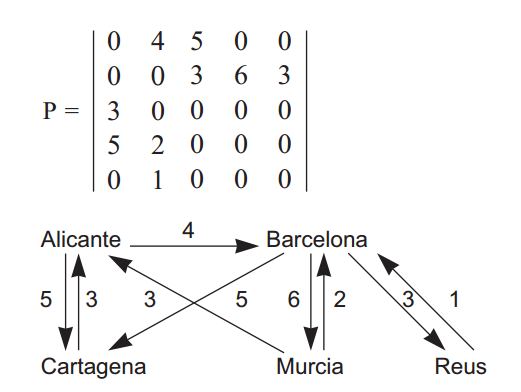 0 4 5 0 0
0 0 3 6 3
P = 3 0 0 0 0
5 2 0 0 0
0 1 0 0 0
4
Alicante Barcelona
5 3 3 5 6 2 3 1
Cartagena Murcia Reus